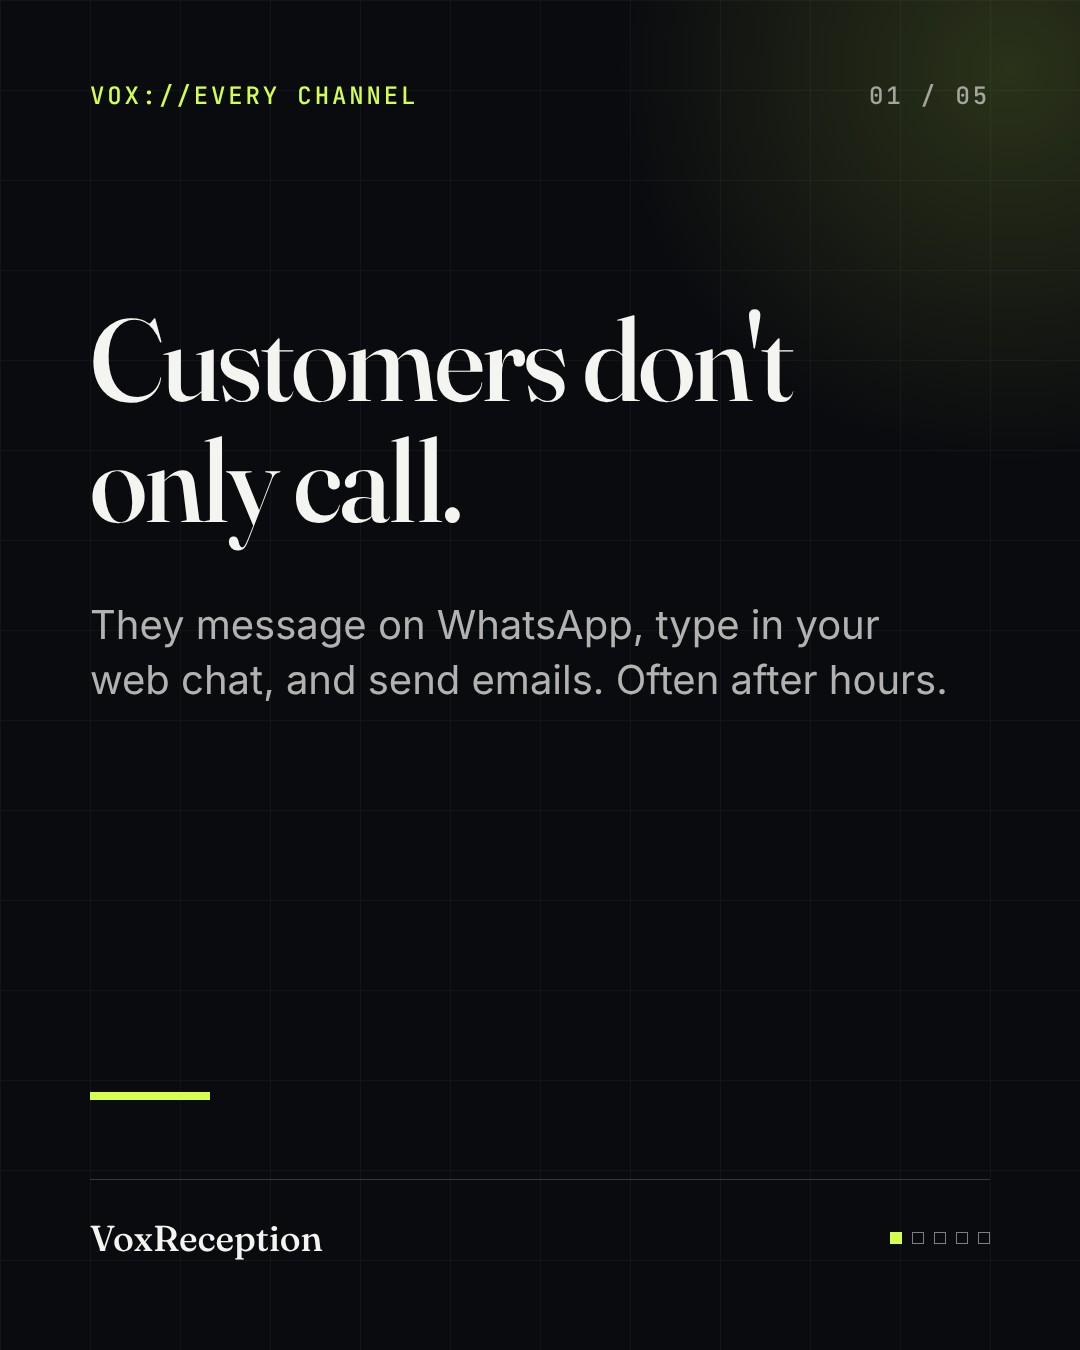 VOX://EVERY CHANNEL
01 / 05
Customers don't
only call.
They message on WhatsApp, type in your
web chat, and send emails. Often after hours.
VoxReception